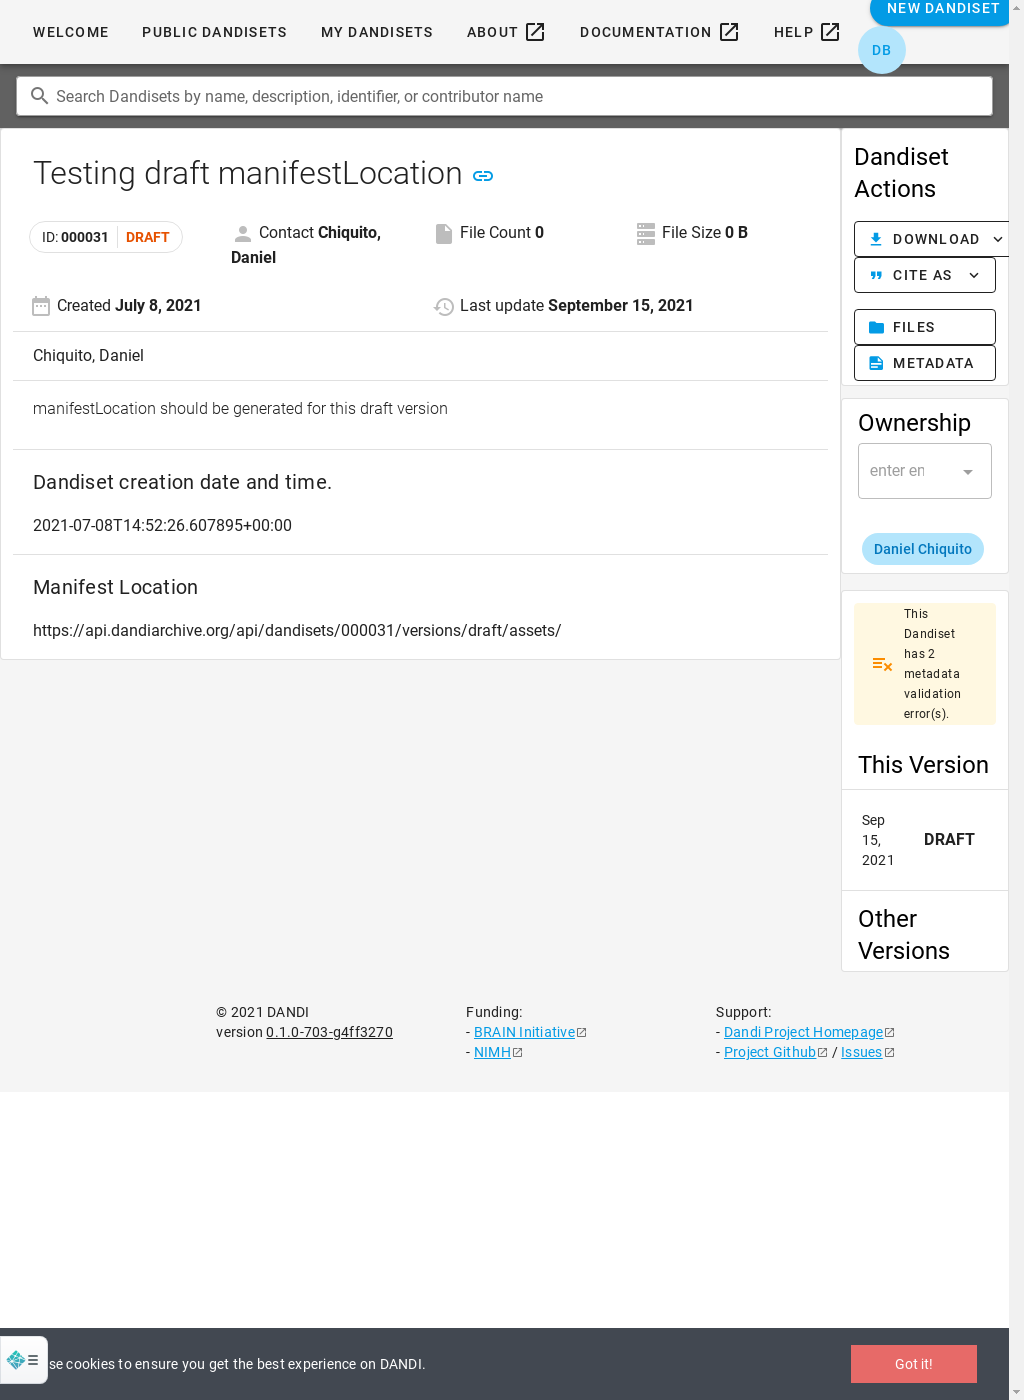 WELCOME PUBLIC DANDISETS MY DANDISETS ABOUT DOCUMENTATION HELP NEW DANDISET
DB
Search Dandisets by name, description, identifier, or contributor name
Testing draft manifestLocation
ID: 000031 DRAFT
Contact Chiquito,
Daniel
File Count 0
File Size 0 B
Created July 8, 2021
Last update September 15, 2021
Chiquito, Daniel
manifestLocation should be generated for this draft version
Dandiset creation date and time.
2021-07-08T14:52:26.607895+00:00
Manifest Location
https://api.dandiarchive.org/api/dandisets/000031/versions/draft/assets/
Dandiset
Actions
DOWNLOAD
CITE AS
FILES
METADATA
Ownership
enter en
Daniel Chiquito
This
Dandiset
has 2
metadata
validation
error(s).
This Version
Sep
15,
2021
DRAFT
Other
Versions
© 2021 DANDI
version 0.1.0-703-g4ff3270
Funding:
- BRAIN Initiative
- NIMH
Support:
- Dandi Project Homepage
- Project Github / Issues
se cookies to ensure you get the best experience on DANDI.
Got it!